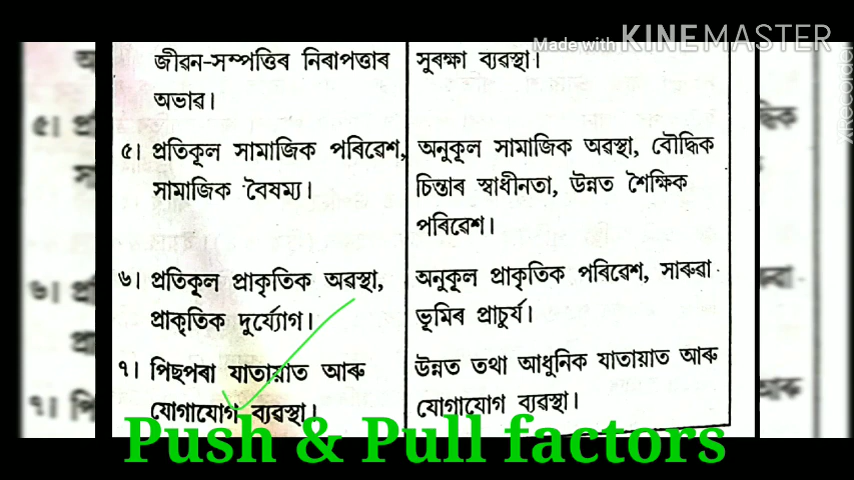 Made with KINEMASTER
XRecorder
জীৱন-সম্পত্তিৰ নিৰাপত্তাৰ
অভাৱ।
৫। প্ৰতিকূল সামাজিক পৰিৱেশ,
সামাজিক বৈষম্য।
৬। প্ৰতিকূল প্ৰাকৃতিক অৱস্থা,
প্ৰাকৃতিক দুৰ্য্যোগ।
৭। পিছপৰা যাতায়াত আৰু
যোগাযোগ ব্যৱস্থা।
সুৰক্ষা ব্যৱস্থা।
অনুকূল সামাজিক অৱস্থা, বৌদ্ধিক
চিন্তাৰ স্বাধীনতা, উন্নত শৈক্ষিক
পৰিৱেশ।
অনুকূল প্ৰাকৃতিক পৰিৱেশ, সাৰুৱা
ভূমিৰ প্ৰাচুৰ্য।
উন্নত তথা আধুনিক যাতায়াত আৰু
যোগাযোগ ব্যৱস্থা।
Push & Pull factors